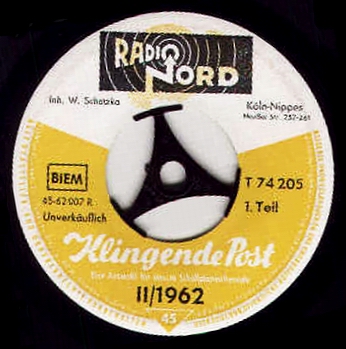 RADIO
NORD
Inh. W. Schatzka
Köln-Nippes
Neußer Str. 257-261
BIEM
T 74 205
45-62 007 R
1. Teil
Unverkäuflich
Klingende Post
Eine Auswahl für unsere Schallplattenfreunde
II/1962
45